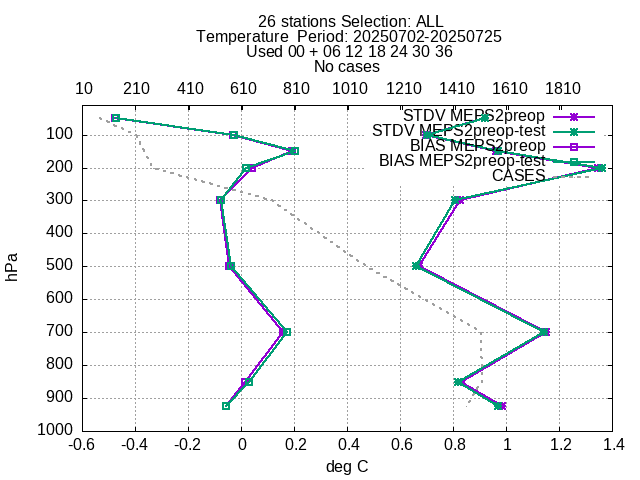 26 stations Selection: ALL
Temperature Period: 20250702-20250725
Used 00 + 06 12 18 24 30 36
No cases
10 210 410 610 810 1010 1210 1410 1610 1810
STDV MEPS2preop
STDV MEPS2preop-test
BIAS MEPS2preop
BIAS MEPS2preop-test
CASES
100
200
300
400
500
600
700
800
900
1000
hPa
-0.6 -0.4 -0.2 0 0.2 0.4 0.6 0.8 1 1.2 1.4
deg C